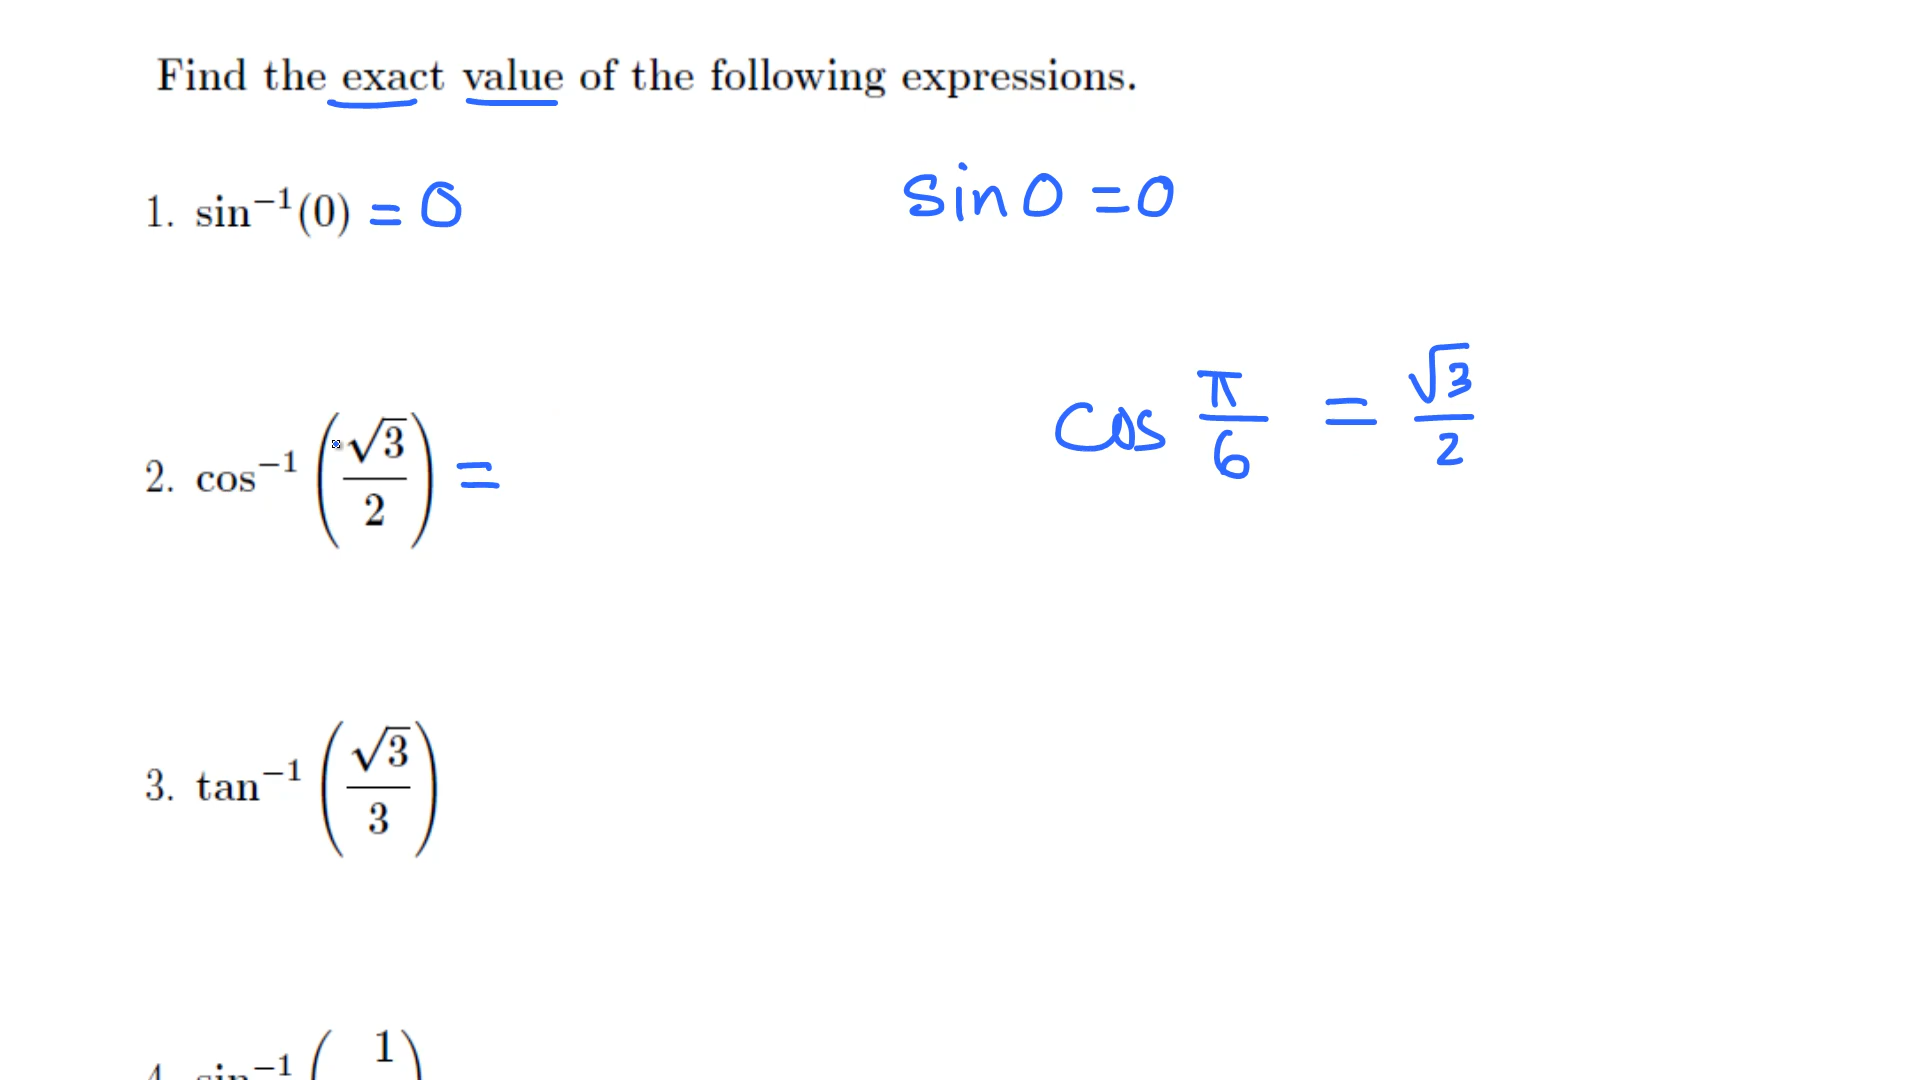 Find the exact value of the following expressions.
1. sin⁻¹(0) = 0
sin 0 = 0
2. cos⁻¹(√3/2) =
cos π/6 = √3/2
3. tan⁻¹(√3/3)
1